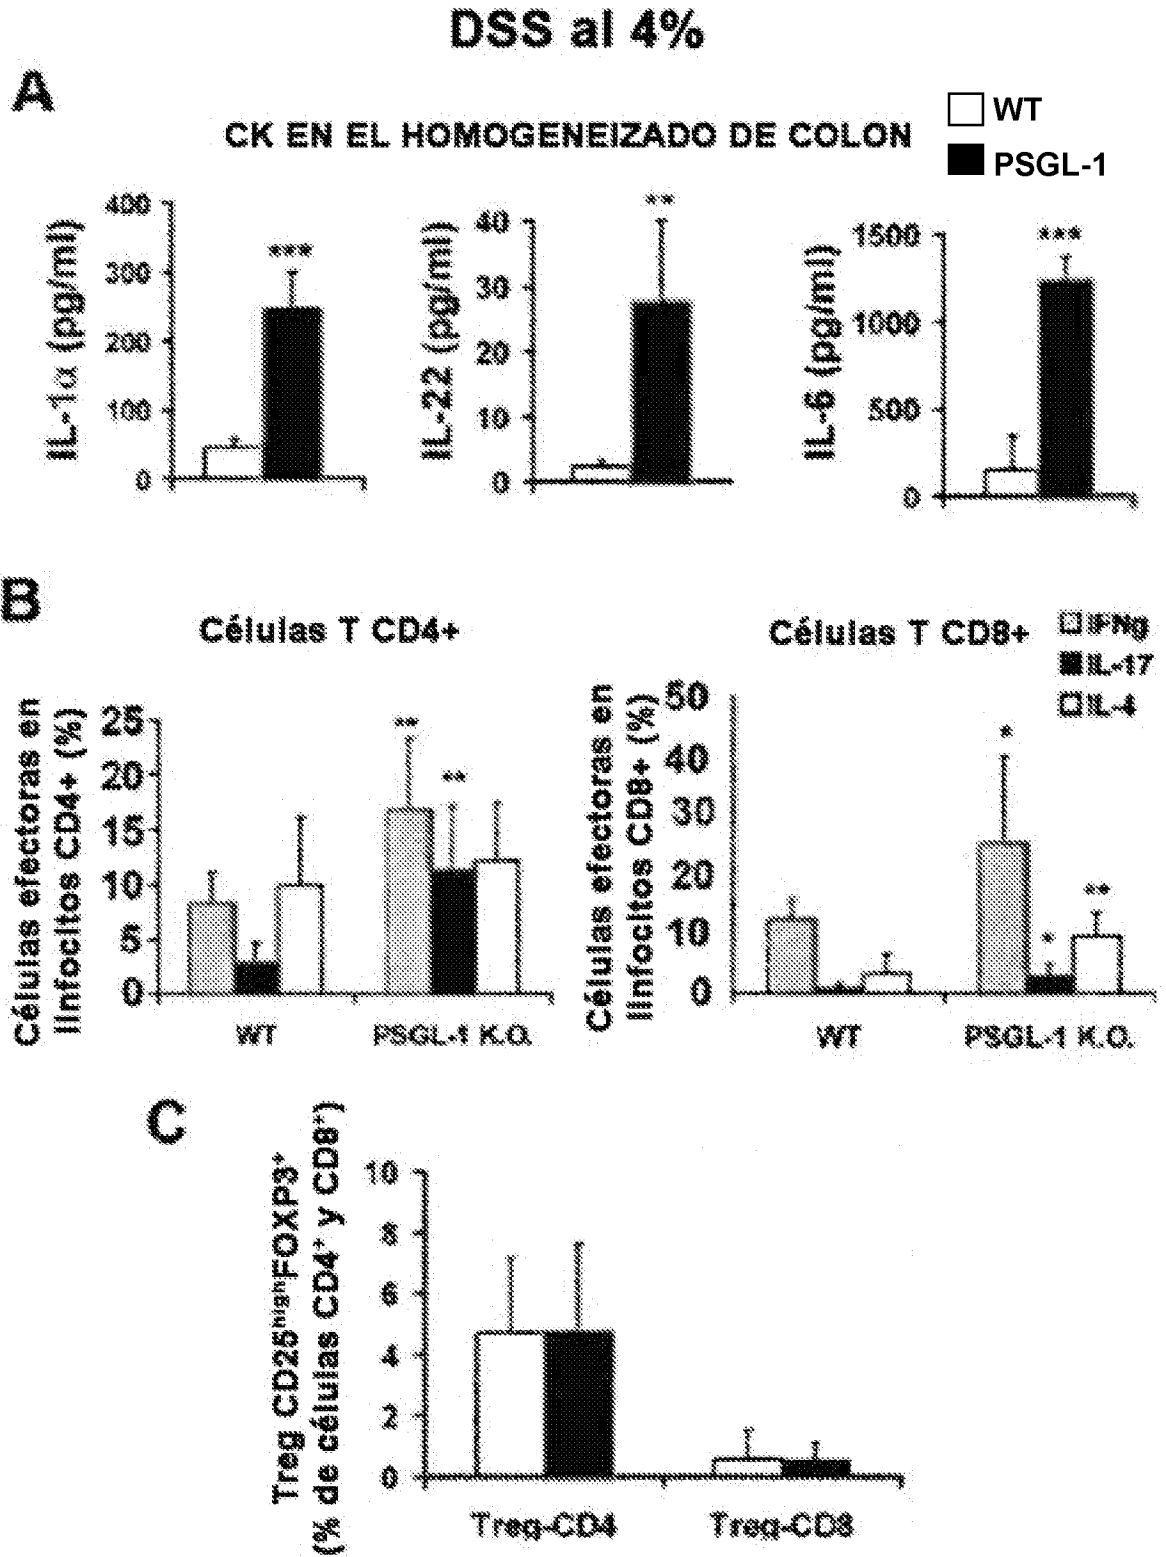 DSS al 4%
A
WT
PSGL-1
CK EN EL HOMOGENEIZADO DE COLON
IL-1α (pg/ml)
400
300
200
100
0
***
IL-22 (pg/ml)
40
30
20
10
0
**
IL-6 (pg/ml)
1500
1000
500
0
***
B
Células T CD4+
Células efectoras en
linfocitos CD4+ (%)
25
20
15
10
5
0
**
**
WT
PSGL-1 K.O.
Células T CD8+
IFNg
IL-17
IL-4
Células efectoras en
linfocitos CD8+ (%)
50
40
30
20
10
0
*
*
**
WT
PSGL-1 K.O.
C
Treg CD25highFOXP3+
(% de células CD4+ y CD8+)
10
8
6
4
2
0
Treg-CD4
Treg-CD8